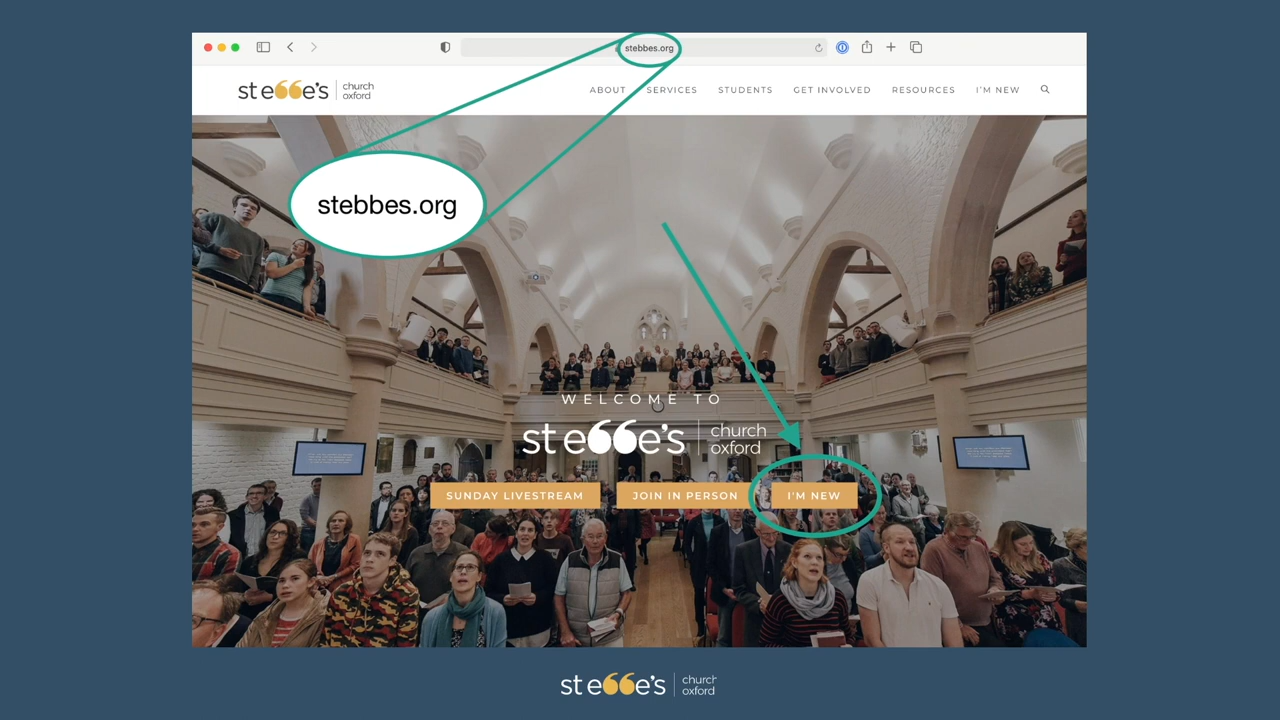 stebbes.org
st ebbe's church oxford
ABOUT SERVICES STUDENTS GET INVOLVED RESOURCES I'M NEW
stebbes.org
WELCOME TO
st ebbe's church oxford
SUNDAY LIVESTREAM JOIN IN PERSON I'M NEW
st ebbe's church oxford